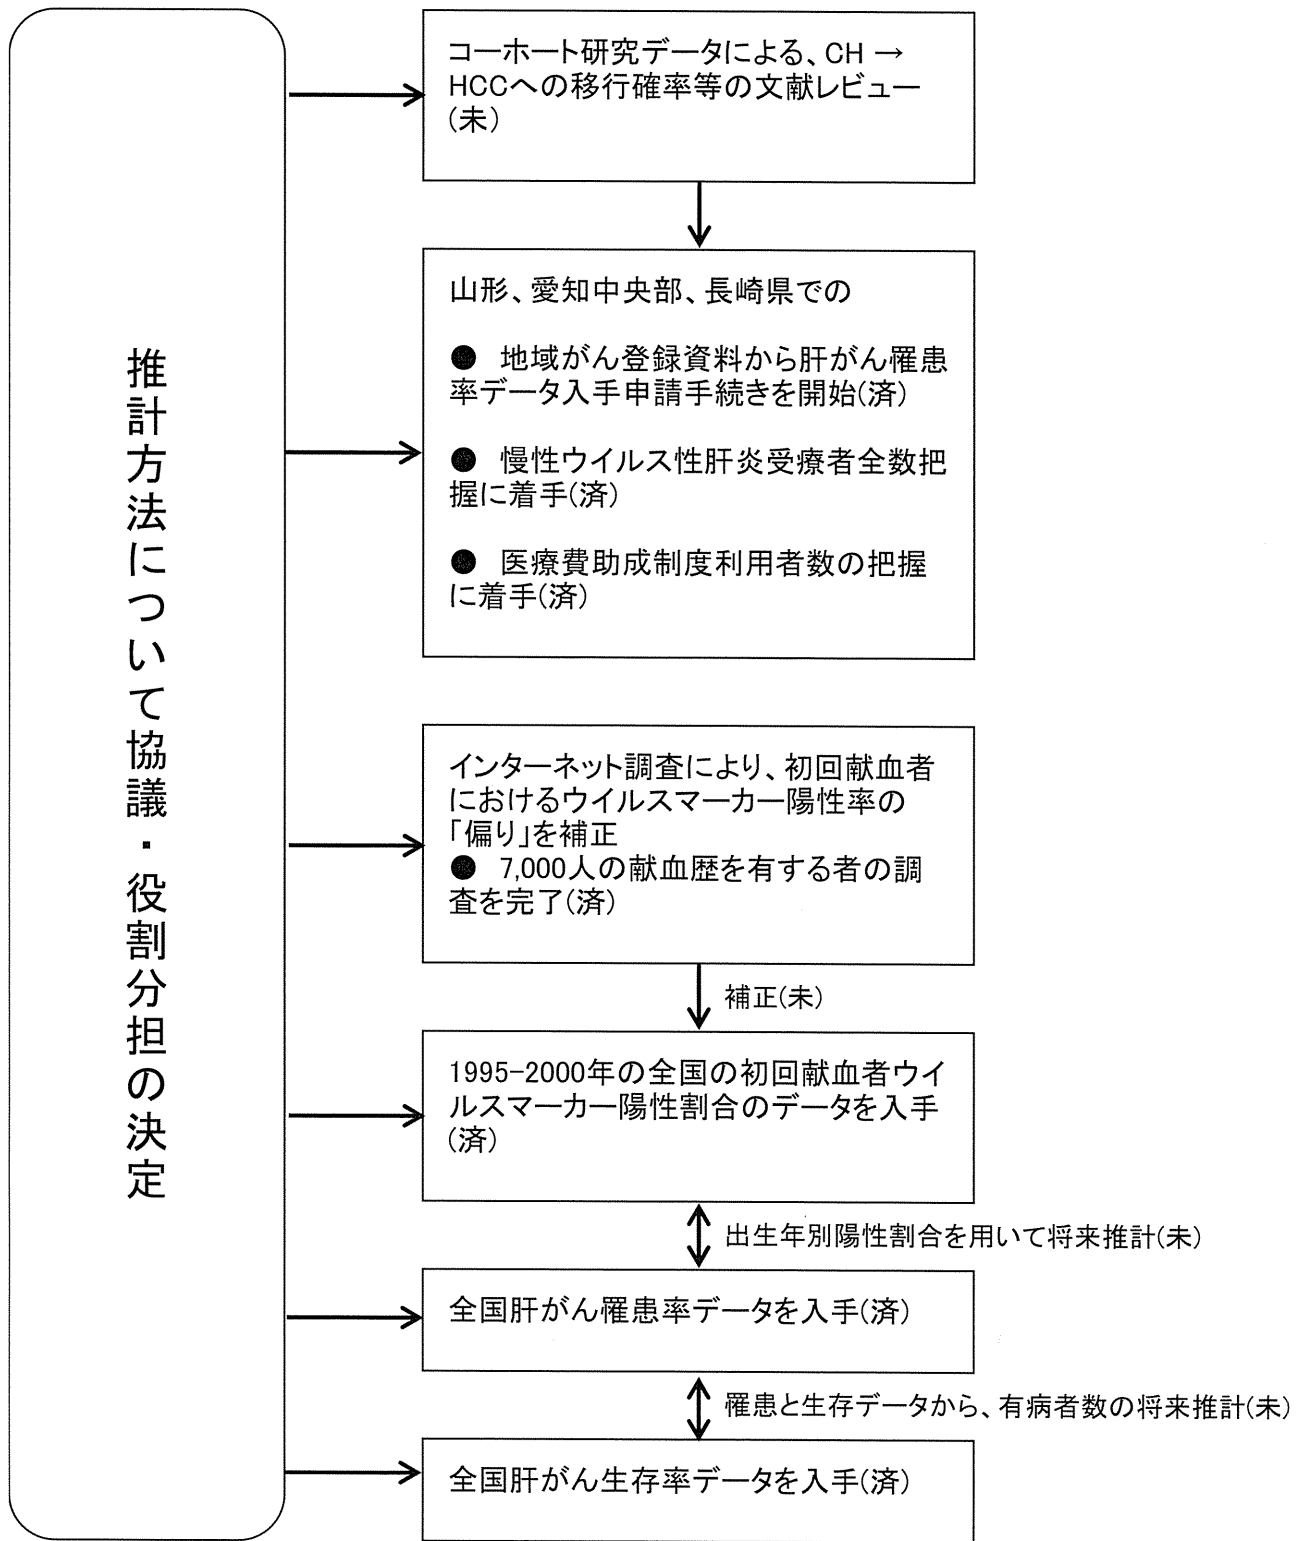 推計方法について協議・役割分担の決定
コーホート研究データによる、CH →
HCCへの移行確率等の文献レビュー
(未)
山形、愛知中央部、長崎県での
● 地域がん登録資料から肝がん罹患
率データ入手申請手続きを開始(済)
● 慢性ウイルス性肝炎受療者全数把
握に着手(済)
● 医療費助成制度利用者数の把握
に着手(済)
インターネット調査により、初回献血者
におけるウイルスマーカー陽性率の
「偏り」を補正
● 7,000人の献血歴を有する者の調
査を完了(済)
補正(未)
1995-2000年の全国の初回献血者ウイ
ルスマーカー陽性割合のデータを入手
(済)
出生年別陽性割合を用いて将来推計(未)
全国肝がん罹患率データを入手(済)
罹患と生存データから、有病者数の将来推計(未)
全国肝がん生存率データを入手(済)